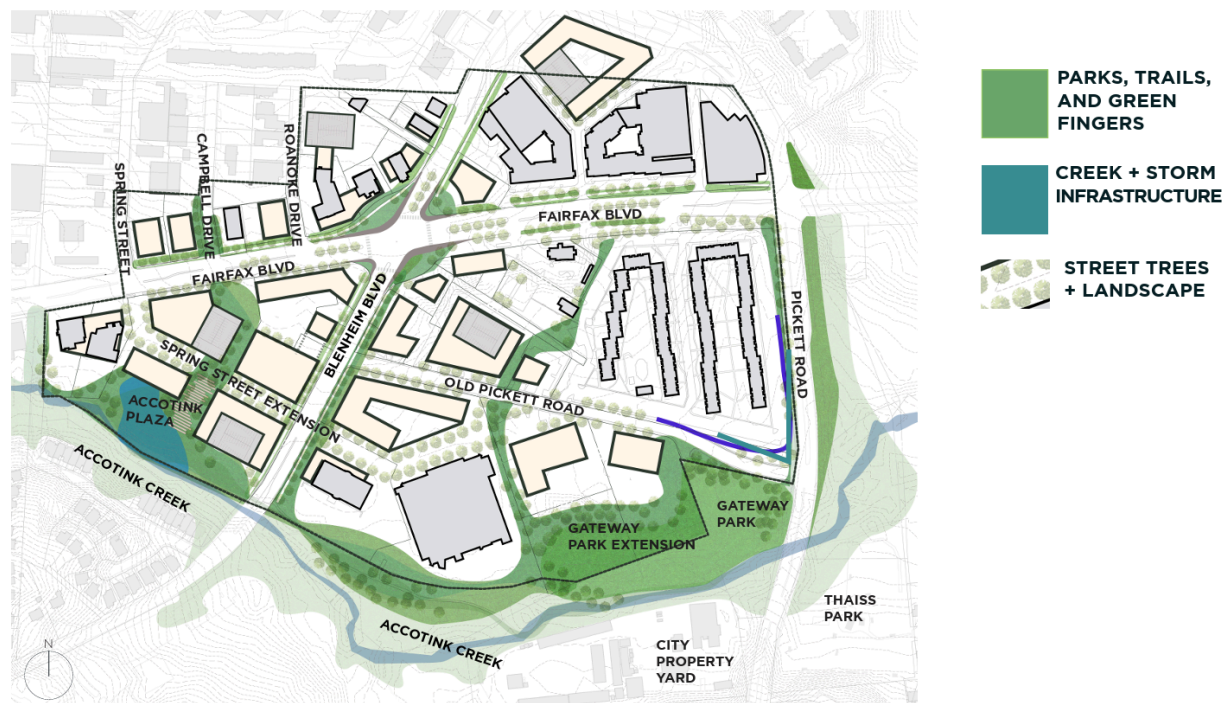 PARKS, TRAILS,
AND GREEN
FINGERS
CREEK + STORM
INFRASTRUCTURE
STREET TREES
+ LANDSCAPE
SPRING STREET
CAMPBELL DRIVE
ROANOKE DRIVE
FAIRFAX BLVD
FAIRFAX BLVD
BLENHEIM BLVD
PICKETT ROAD
SPRING STREET EXTENSION
OLD PICKETT ROAD
ACCOTINK
PLAZA
ACCOTINK CREEK
GATEWAY
PARK
GATEWAY
PARK EXTENSION
ACCOTINK CREEK
THAISS
PARK
CITY
PROPERTY
YARD
N